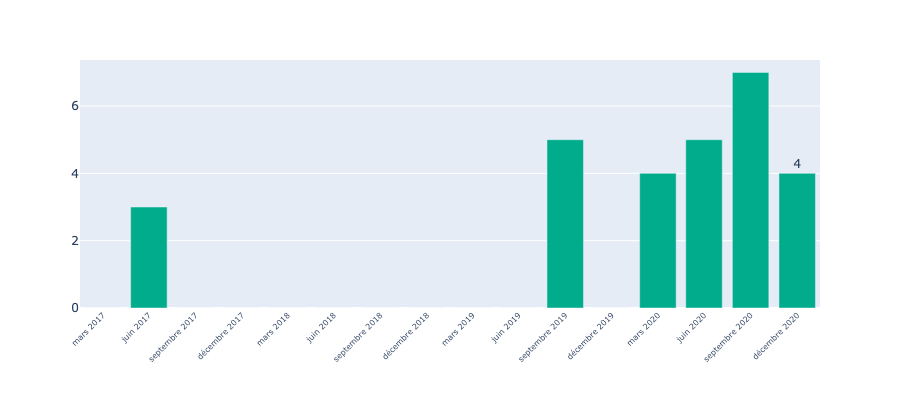 6
4
4
2
0
mars 2017
juin 2017
septembre 2017
décembre 2017
mars 2018
juin 2018
septembre 2018
décembre 2018
mars 2019
juin 2019
septembre 2019
décembre 2019
mars 2020
juin 2020
septembre 2020
décembre 2020